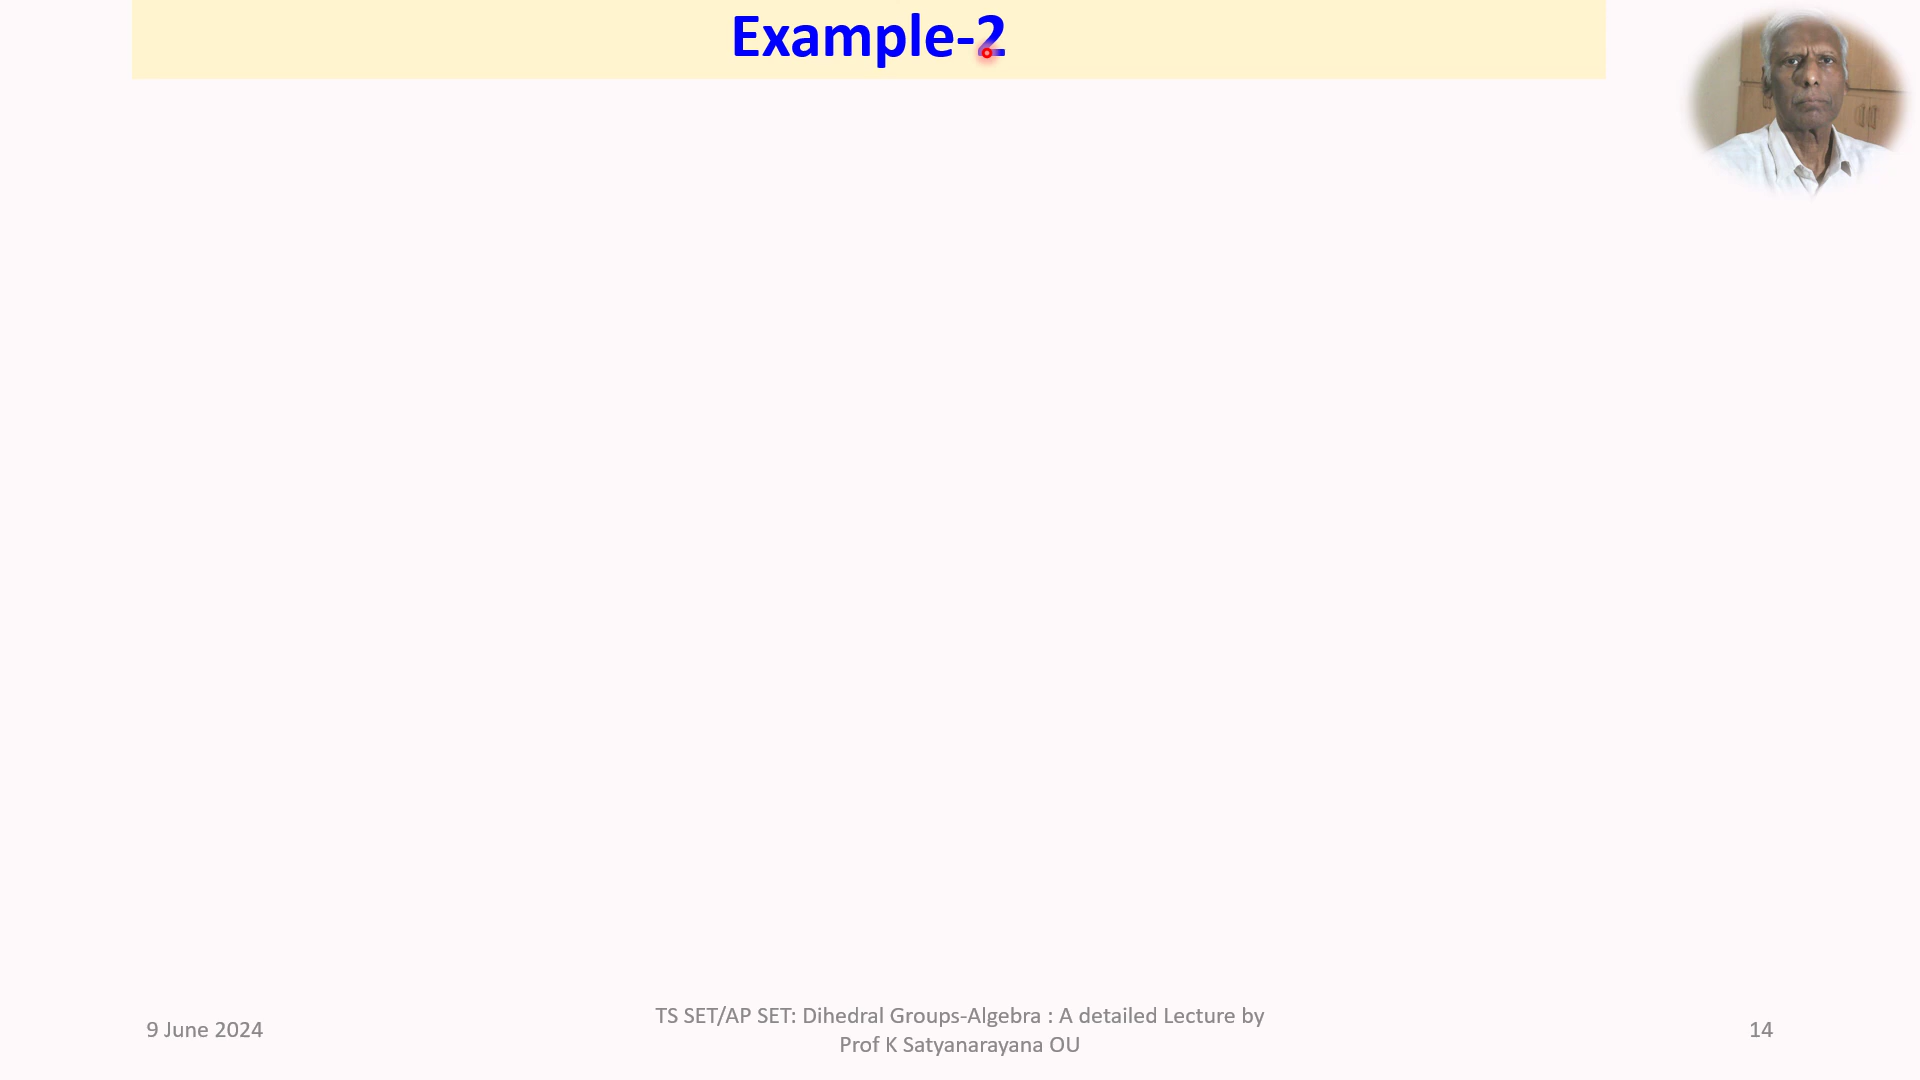 Example-2
9 June 2024
TS SET/AP SET: Dihedral Groups-Algebra : A detailed Lecture by
Prof K Satyanarayana OU
14